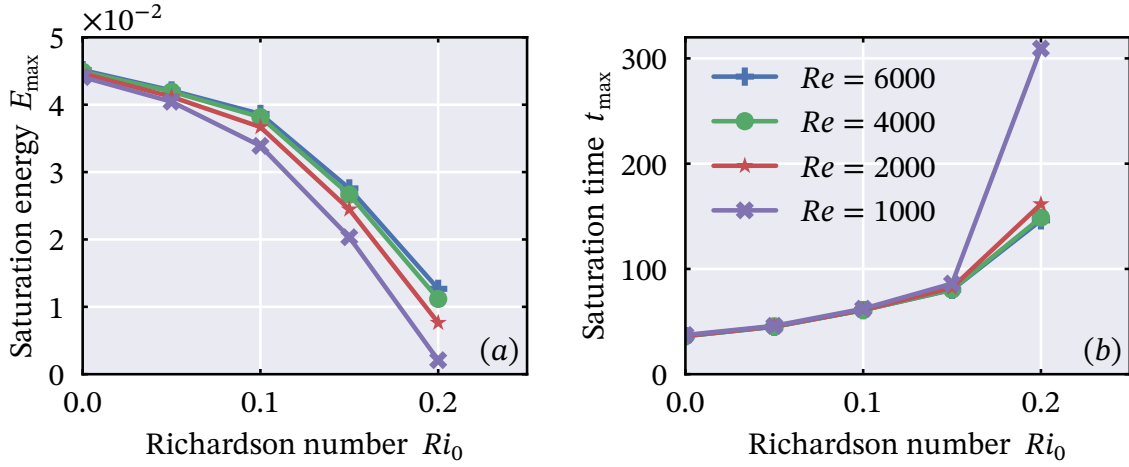 ×10⁻²
5
4
3
2
1
0
0.0 0.1 0.2
Saturation energy E_max
Richardson number Ri₀
(a)
300
200
100
0
0.0 0.1 0.2
Saturation time t_max
Richardson number Ri₀
Re = 6000
Re = 4000
Re = 2000
Re = 1000
(b)